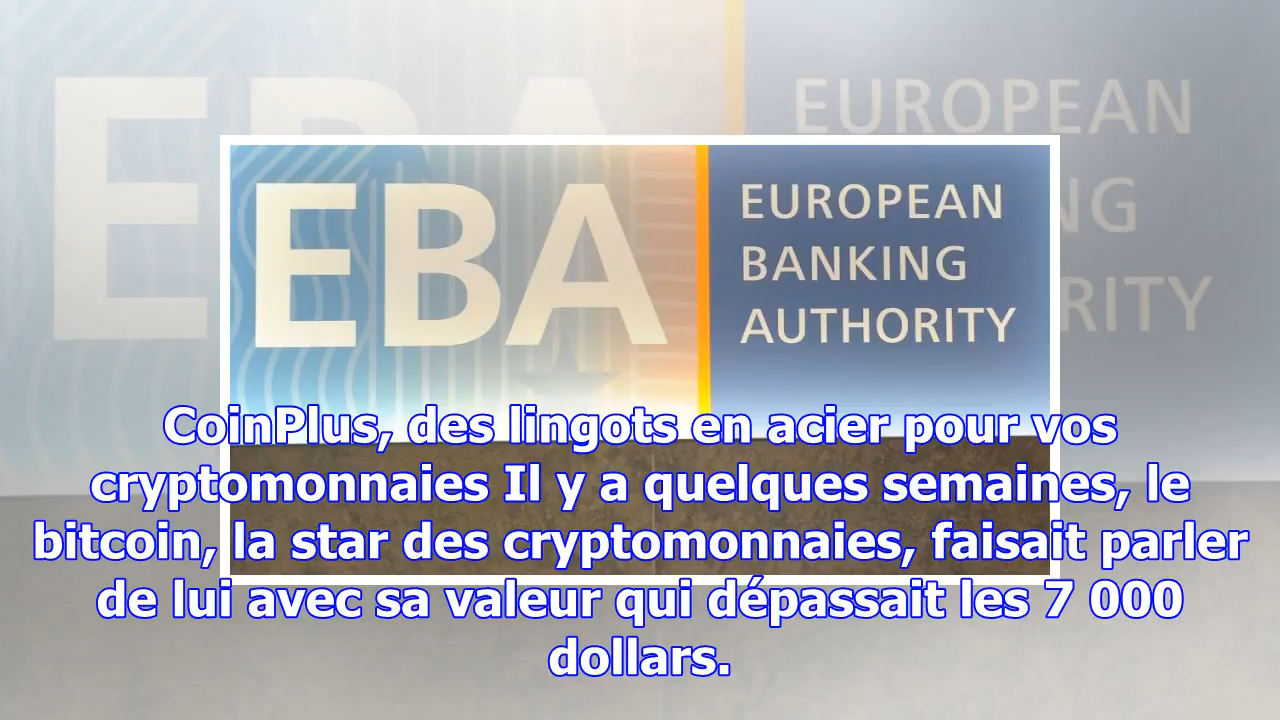 EBA
EUROPEAN
BANKING
AUTHORITY
CoinPlus, des lingots en acier pour vos
cryptomonnaies Il y a quelques semaines, le
bitcoin, la star des cryptomonnaies, faisait parler
de lui avec sa valeur qui dépassait les 7 000
dollars.